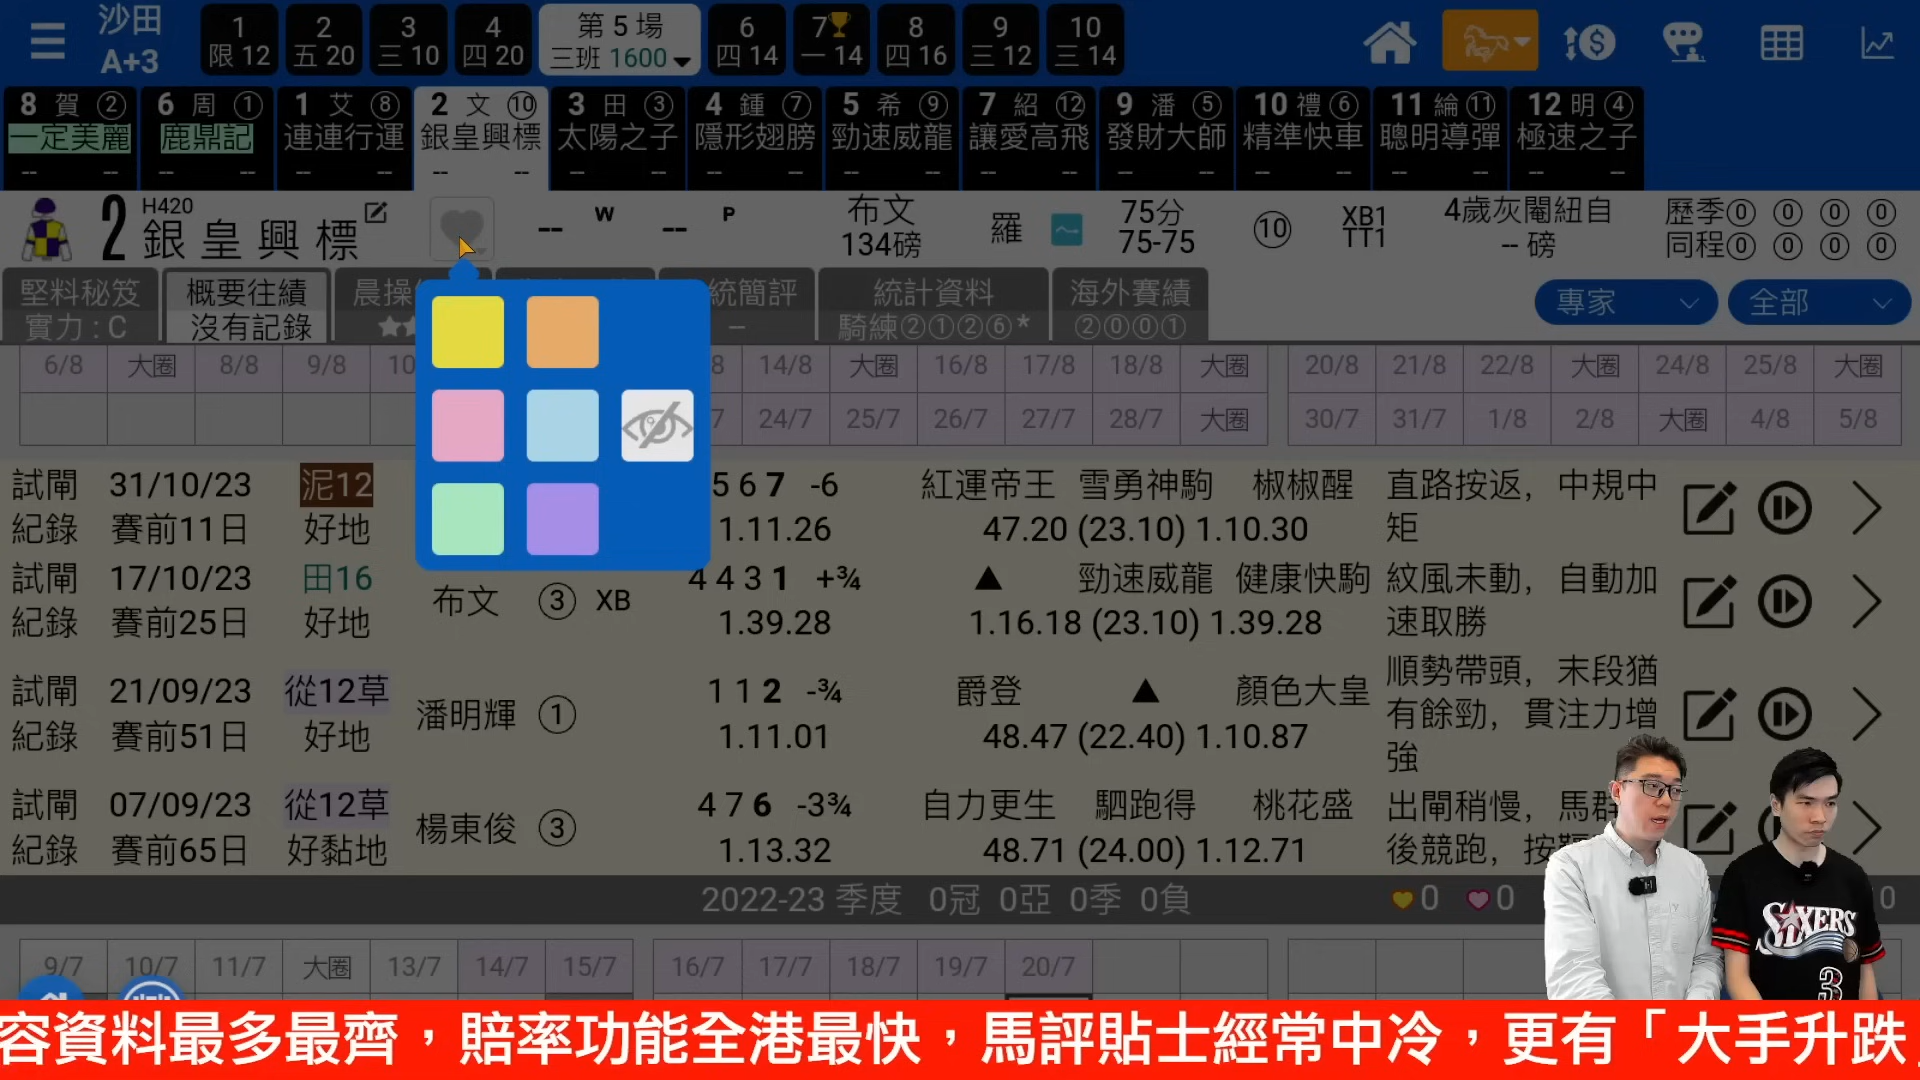 沙田
A+3
1
限 12
2
五 20
3
三 10
4
四 20
第 5 場
三班 1600
6
四 14
7
一 14
8
四 16
9
三 12
10
三 14
8 賀 ②
一定美麗
-- --
6 周 ①
鹿鼎記
-- --
1 艾 ⑧
連連行運
-- --
2 文 ⑩
銀皇興標
-- --
3 田 ③
太陽之子
-- --
4 鍾 ⑦
隱形翅膀
-- --
5 希 ⑨
勁速威龍
-- --
7 紹 ⑫
讓愛高飛
-- --
9 潘 ⑤
發財大師
-- --
10 禮 ⑥
精準快車
-- --
11 綸 ⑪
聰明導彈
-- --
12 明 ④
極速之子
-- --
2
H420
銀皇興標
-- W -- P
布文
134磅
羅
75分
75-75
⑩
XB1
TT1
4歲灰閹紐自
-- 磅
歷季⓪ ⓪ ⓪ ⓪
同程⓪ ⓪ ⓪ ⓪
堅料秘笈
實力 : C
概要往績
沒有記錄
晨操
★
統簡評
–
統計資料
騎練②①②⑥*
海外賽績
②⓪⓪①
專家
全部
6/8 大圈 8/8 9/8 10 8 14/8 大圈 16/8 17/8 18/8 大圈 20/8 21/8 22/8 大圈 24/8 25/8 大圈
7 24/7 25/7 26/7 27/7 28/7 大圈 30/7 31/7 1/8 2/8 大圈 4/8 5/8
試閘 31/10/23 泥12 5 6 7 -6 紅運帝王 雪勇神駒 椒椒醒 直路按返，中規中
紀錄 賽前11日 好地 1.11.26 47.20 (23.10) 1.10.30 矩
試閘 17/10/23 田16 布文 ③ XB 4 4 3 1 +¾ ▲ 勁速威龍 健康快駒 紋風未動，自動加
紀錄 賽前25日 好地 1.39.28 1.16.18 (23.10) 1.39.28 速取勝
試閘 21/09/23 從12草 潘明輝 ① 1 1 2 -¾ 爵登 ▲ 顏色大皇 順勢帶頭，末段猶
紀錄 賽前51日 好地 1.11.01 48.47 (22.40) 1.10.87 有餘勁，貫注力增
強
試閘 07/09/23 從12草 楊東俊 ③ 4 7 6 -3¾ 自力更生 駟跑得 桃花盛 出閘稍慢，馬群
紀錄 賽前65日 好黏地 1.13.32 48.71 (24.00) 1.12.71 後競跑，按
2022-23 季度 0冠 0亞 0季 0負
0 0 0
9/7 10/7 11/7 大圈 13/7 14/7 15/7 16/7 17/7 18/7 19/7 20/7
SIXERS
3
容資料最多最齊，賠率功能全港最快，馬評貼士經常中冷，更有「大手升跌」